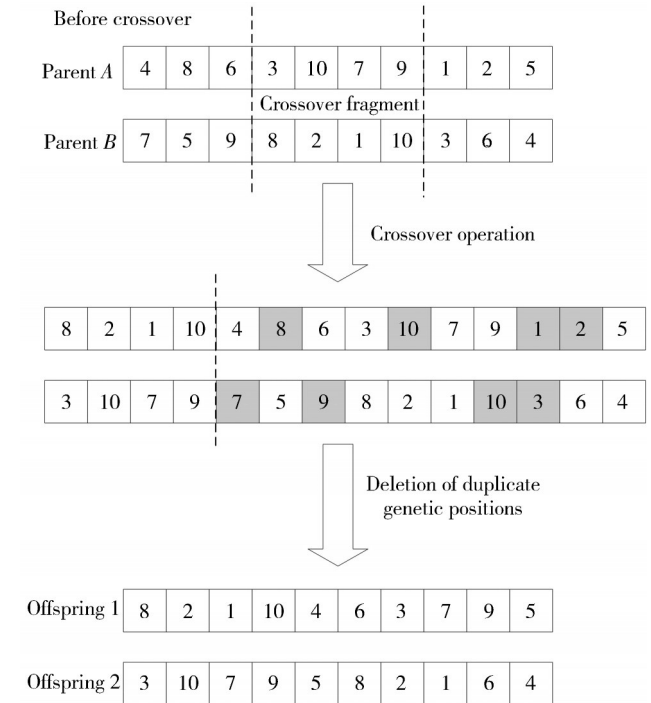 Before crossover
Parent A 4 8 6 3 10 7 9 1 2 5
Crossover fragment
Parent B 7 5 9 8 2 1 10 3 6 4
Crossover operation
8 2 1 10 4 8 6 3 10 7 9 1 2 5
3 10 7 9 7 5 9 8 2 1 10 3 6 4
Deletion of duplicate
genetic positions
Offspring 1 8 2 1 10 4 6 3 7 9 5
Offspring 2 3 10 7 9 5 8 2 1 6 4